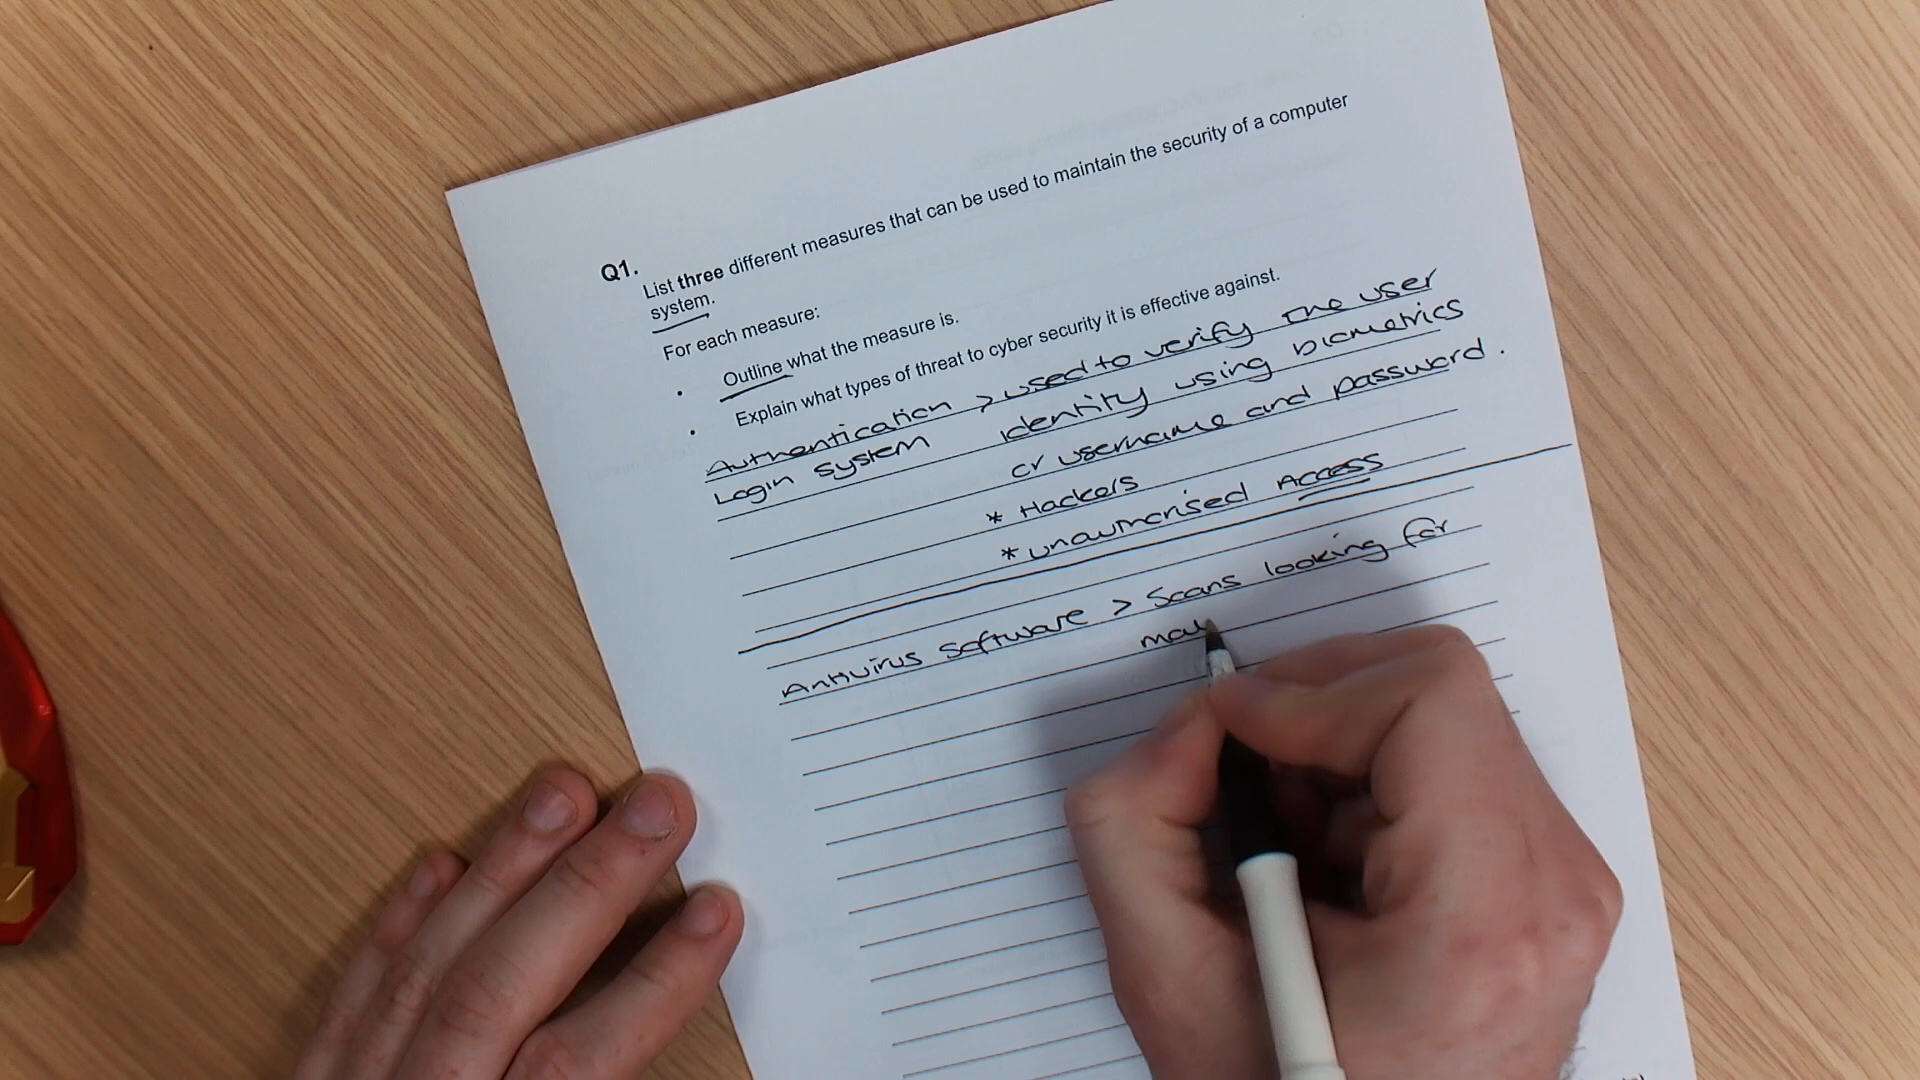 Q1.
List three different measures that can be used to maintain the security of a computer
system.
For each measure:
• Outline what the measure is.
• Explain what types of threat to cyber security it is effective against.
Authentication > used to verify the user
Login system identity using biometrics
or username and password.
* Hackers
* unauthorised Access
Antivirus software > Scans looking for